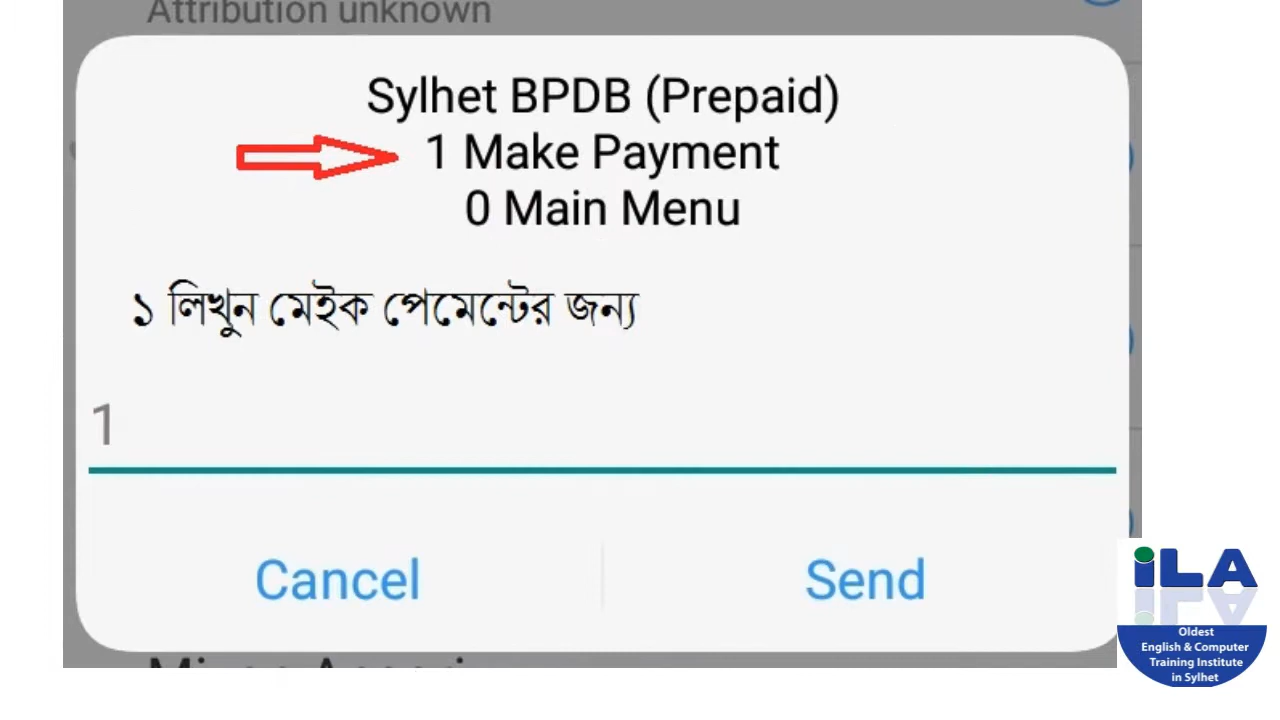 Attribution unknown
Sylhet BPDB (Prepaid)
1 Make Payment
0 Main Menu
১ লিখুন মেইক পেমেন্টের জন্য
1
Cancel
Send
iLA
Oldest
English & Computer
Training Institute
in Sylhet